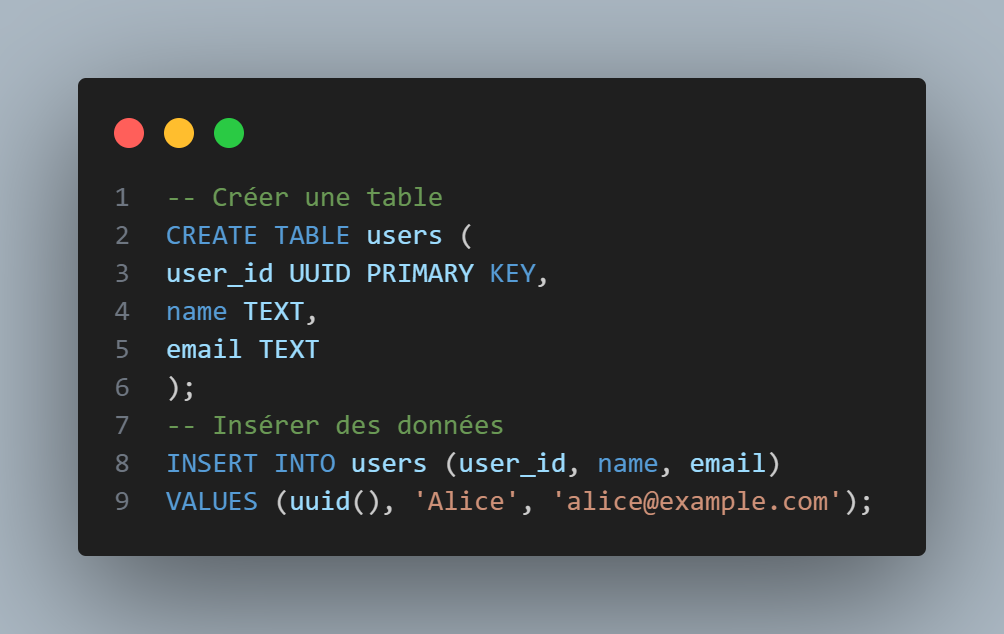 1 -- Créer une table
2 CREATE TABLE users (
3 user_id UUID PRIMARY KEY,
4 name TEXT,
5 email TEXT
6 );
7 -- Insérer des données
8 INSERT INTO users (user_id, name, email)
9 VALUES (uuid(), 'Alice', 'alice@example.com');